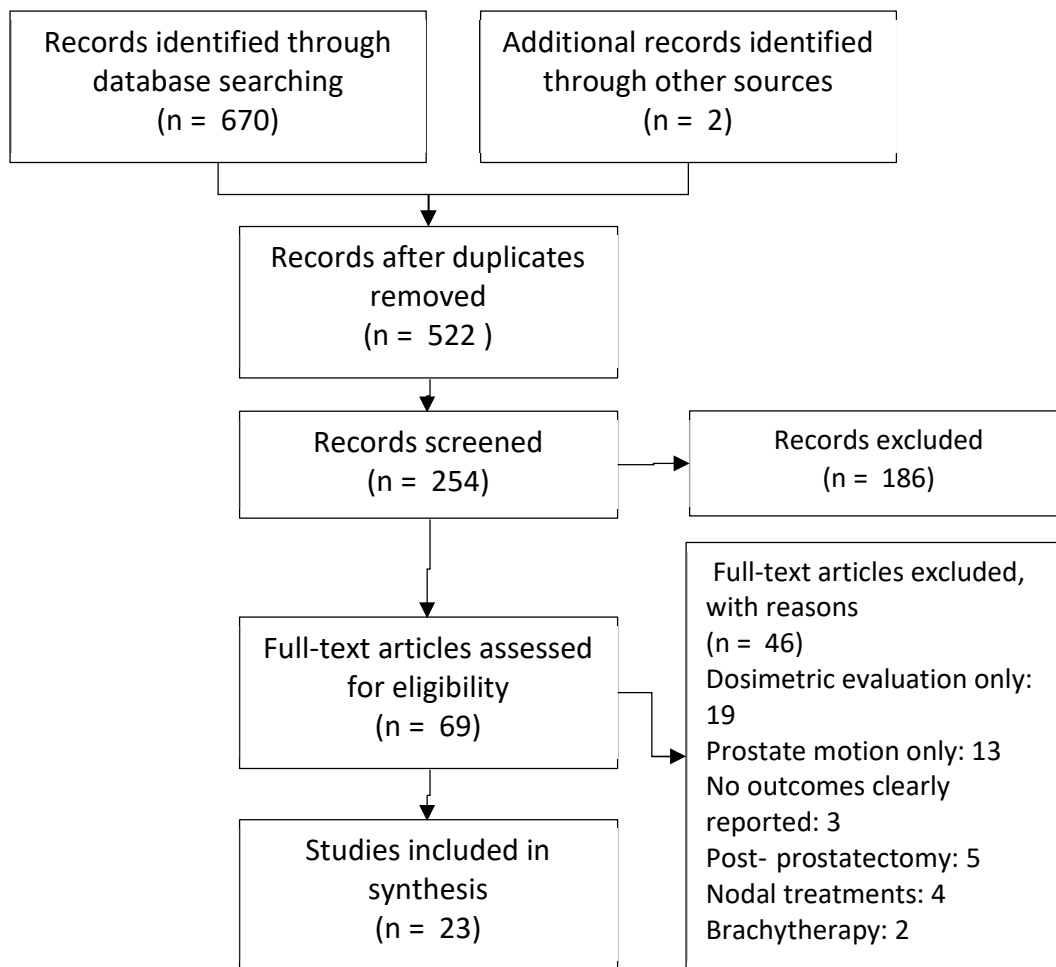 Records identified through
database searching
(n =  670)
Additional records identified
through other sources
(n =  2)
Records after duplicates
removed
(n =  522 )
Records screened
(n =  254)
Records excluded
(n =  186)
Full-text articles assessed
for eligibility
(n =  69)
Full-text articles excluded,
with reasons
(n =  46)
Dosimetric evaluation only:
19
Prostate motion only: 13
No outcomes clearly
reported: 3
Post- prostatectomy: 5
Nodal treatments: 4
Brachytherapy: 2
Studies included in
synthesis
(n =  23)